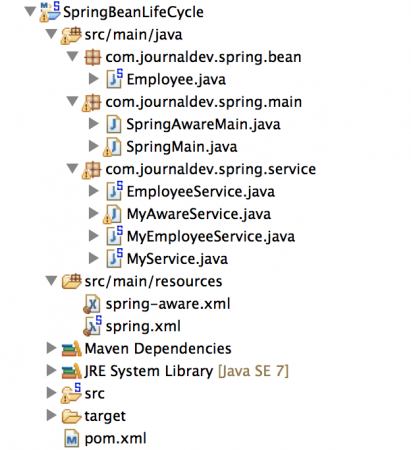 SpringBeanLifeCycle
src/main/java
com.journaldev.spring.bean
Employee.java
com.journaldev.spring.main
SpringAwareMain.java
SpringMain.java
com.journaldev.spring.service
EmployeeService.java
MyAwareService.java
MyEmployeeService.java
MyService.java
src/main/resources
spring-aware.xml
spring.xml
Maven Dependencies
JRE System Library [Java SE 7]
src
target
pom.xml